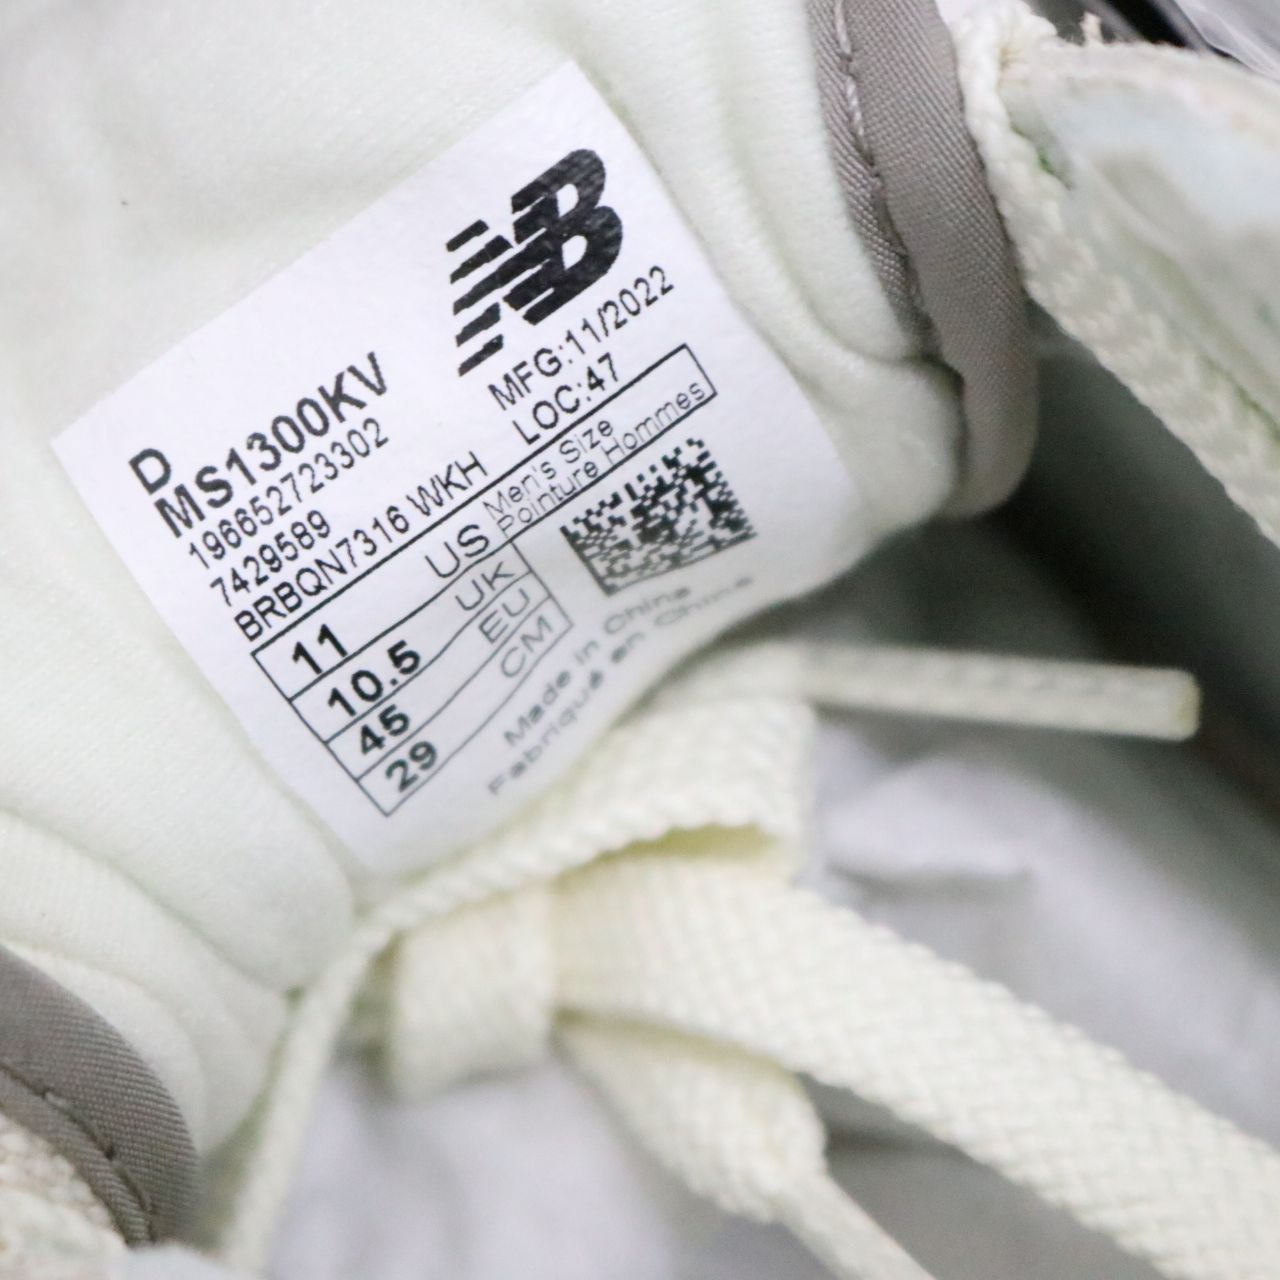 NB
MFG:11/2022
LOC:47
D
MS1300KV
196652723302
7429589
BRBQN7316 WKH
Men's Size
Pointure Hommes
11 US
10.5 UK
45 EU
29 CM
Made in China
Fabriqué en Chine